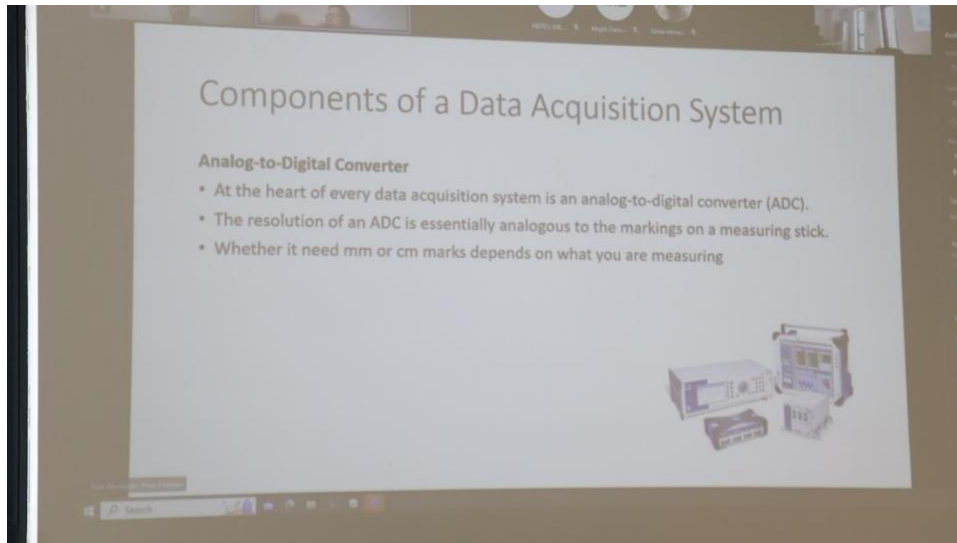 Components of a Data Acquisition System
Analog-to-Digital Converter
• At the heart of every data acquisition system is an analog-to-digital converter (ADC).
• The resolution of an ADC is essentially analogous to the markings on a measuring stick.
• Whether it need mm or cm marks depends on what you are measuring
Search